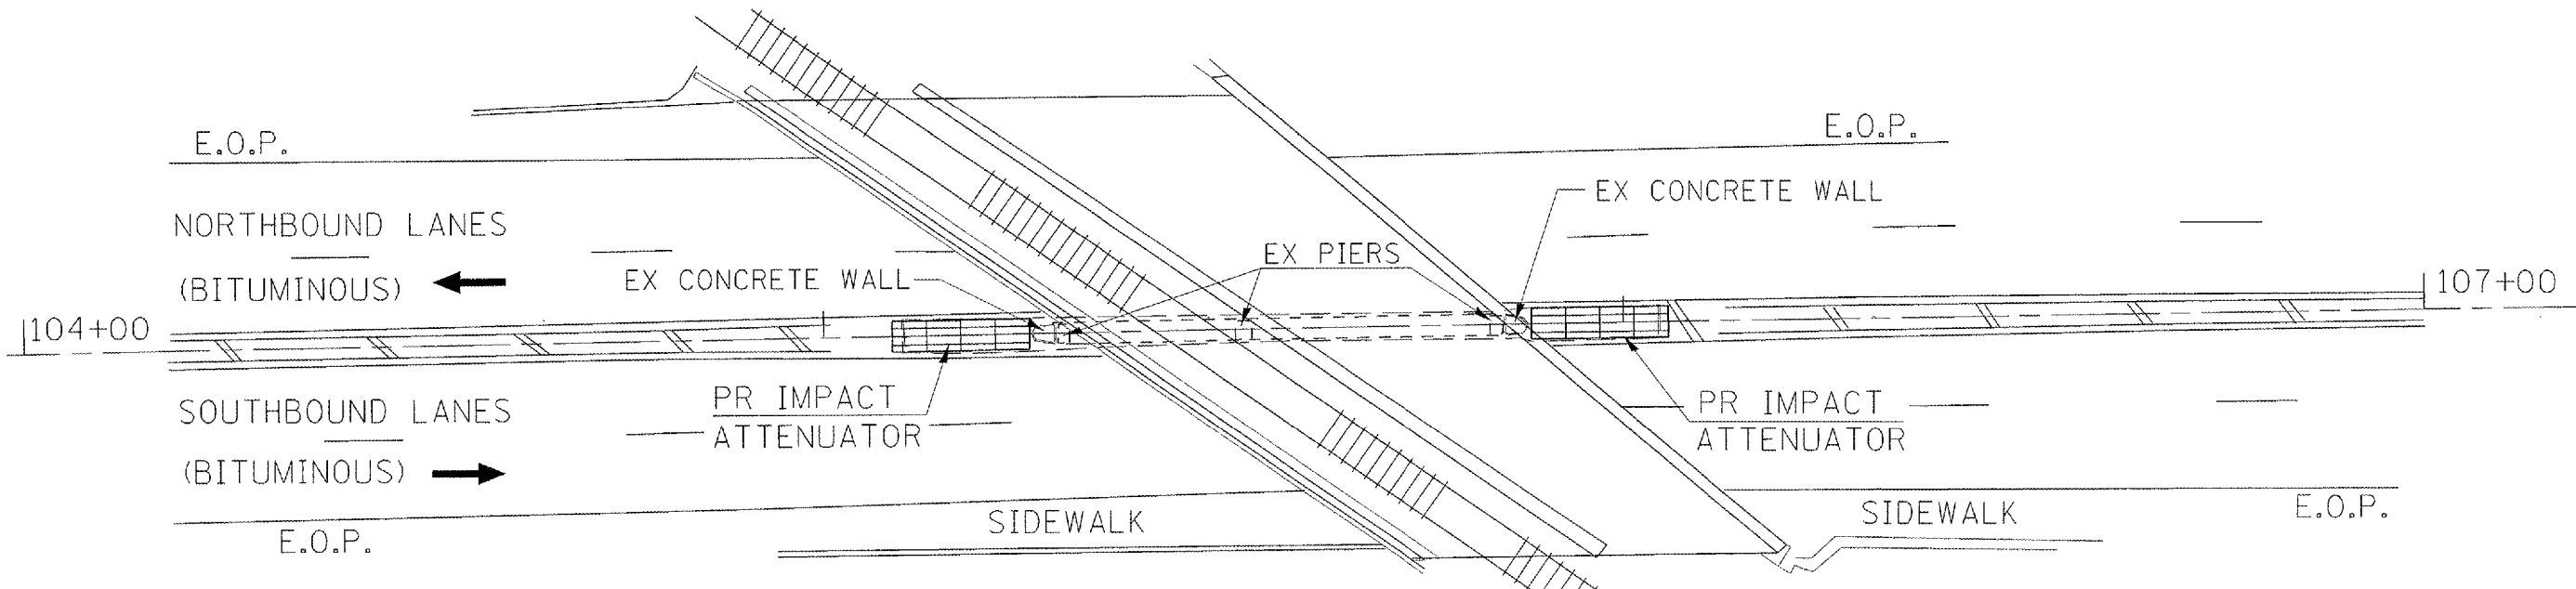 E.O.P.
E.O.P.
EX CONCRETE WALL
NORTHBOUND LANES
(BITUMINOUS)
EX PIERS
EX CONCRETE WALL
107+00
104+00
SOUTHBOUND LANES
(BITUMINOUS)
PR IMPACT
ATTENUATOR
PR IMPACT
ATTENUATOR
SIDEWALK
SIDEWALK
E.O.P.
E.O.P.